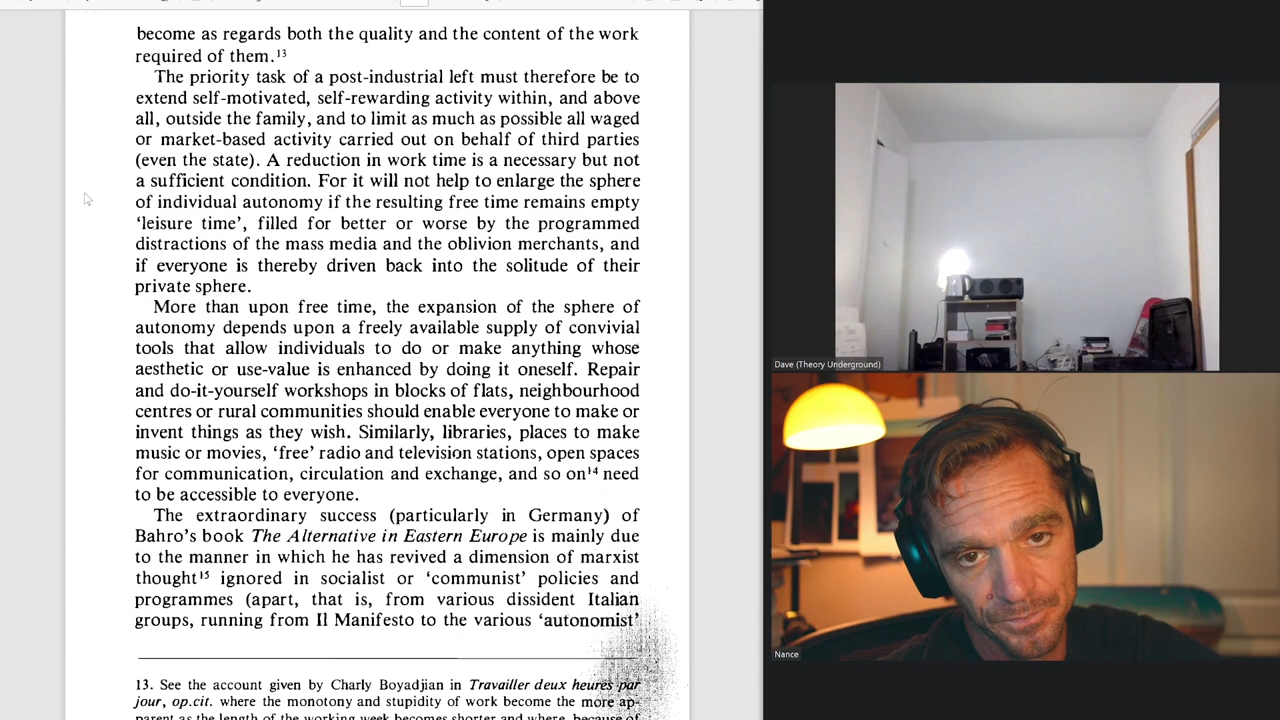 become as regards both the quality and the content of the work
required of them.¹³
The priority task of a post-industrial left must therefore be to
extend self-motivated, self-rewarding activity within, and above
all, outside the family, and to limit as much as possible all waged
or market-based activity carried out on behalf of third parties
(even the state). A reduction in work time is a necessary but not
a sufficient condition. For it will not help to enlarge the sphere
of individual autonomy if the resulting free time remains empty
‘leisure time’, filled for better or worse by the programmed
distractions of the mass media and the oblivion merchants, and
if everyone is thereby driven back into the solitude of their
private sphere.
More than upon free time, the expansion of the sphere of
autonomy depends upon a freely available supply of convivial
tools that allow individuals to do or make anything whose
aesthetic or use-value is enhanced by doing it oneself. Repair
and do-it-yourself workshops in blocks of flats, neighbourhood
centres or rural communities should enable everyone to make or
invent things as they wish. Similarly, libraries, places to make
music or movies, ‘free’ radio and television stations, open spaces
for communication, circulation and exchange, and so on¹⁴ need
to be accessible to everyone.
The extraordinary success (particularly in Germany) of
Bahro’s book The Alternative in Eastern Europe is mainly due
to the manner in which he has revived a dimension of marxist
thought¹⁵ ignored in socialist or ‘communist’ policies and
programmes (apart, that is, from various dissident Italian
groups, running from Il Manifesto to the various ‘autonomist’
13. See the account given by Charly Boyadjian in Travailler deux heures par
jour, op.cit. where the monotony and stupidity of work become the more ap-
parent as the length of the working week becomes shorter and where, because of
Dave (Theory Underground)
Nance